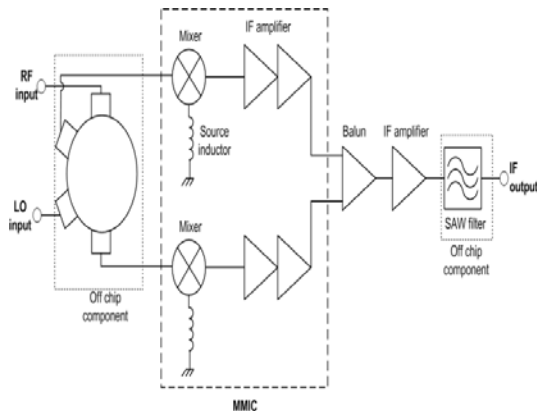 Mixer
IF amplifier
RF
input
Source
inductor
Balun
IF amplifier
IF
output
LO
input
SAW filter
Mixer
Off chip
component
Off chip
component
MMIC